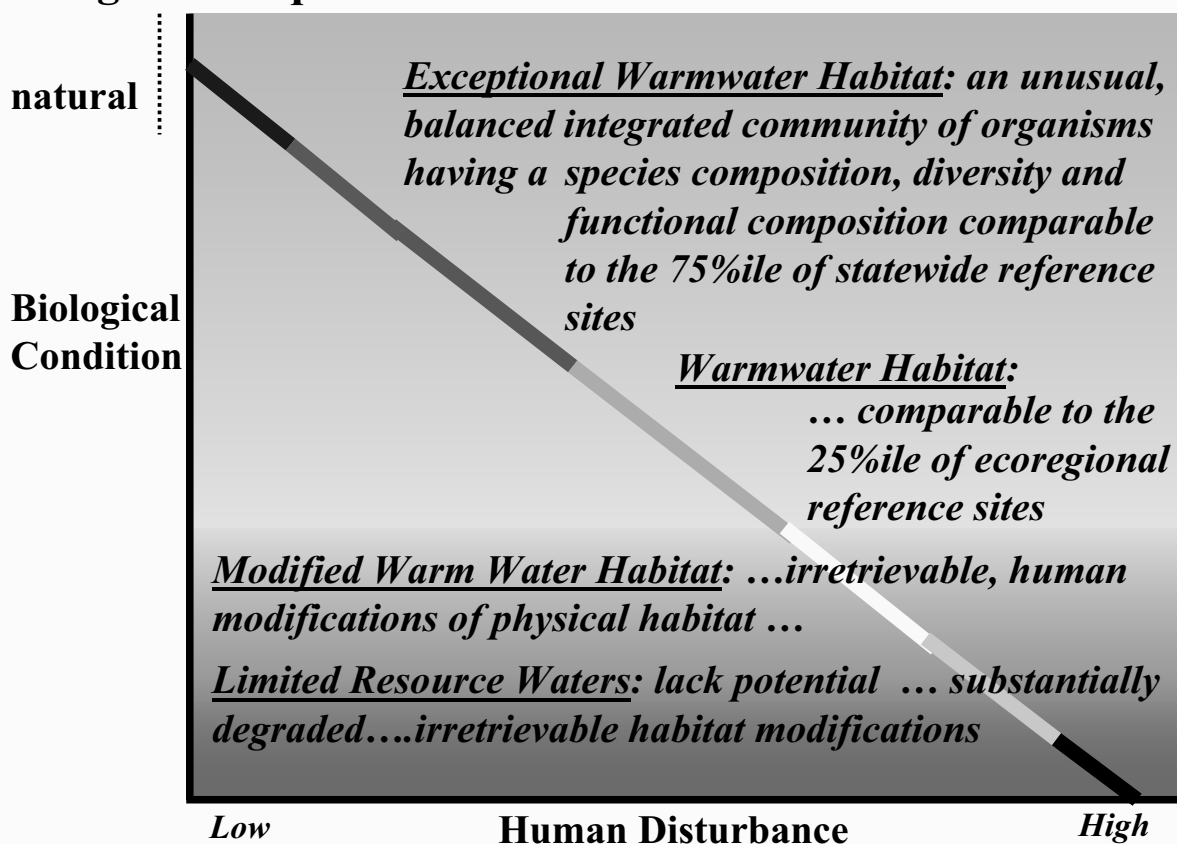 natural
Exceptional Warmwater Habitat: an unusual,
balanced integrated community of organisms
having a species composition, diversity and
functional composition comparable
to the 75%ile of statewide reference
sites
Biological
Condition
Warmwater Habitat:
… comparable to the
25%ile of ecoregional
reference sites
Modified Warm Water Habitat: …irretrievable, human
modifications of physical habitat …
Limited Resource Waters: lack potential … substantially
degraded….irretrievable habitat modifications
Low
Human Disturbance
High